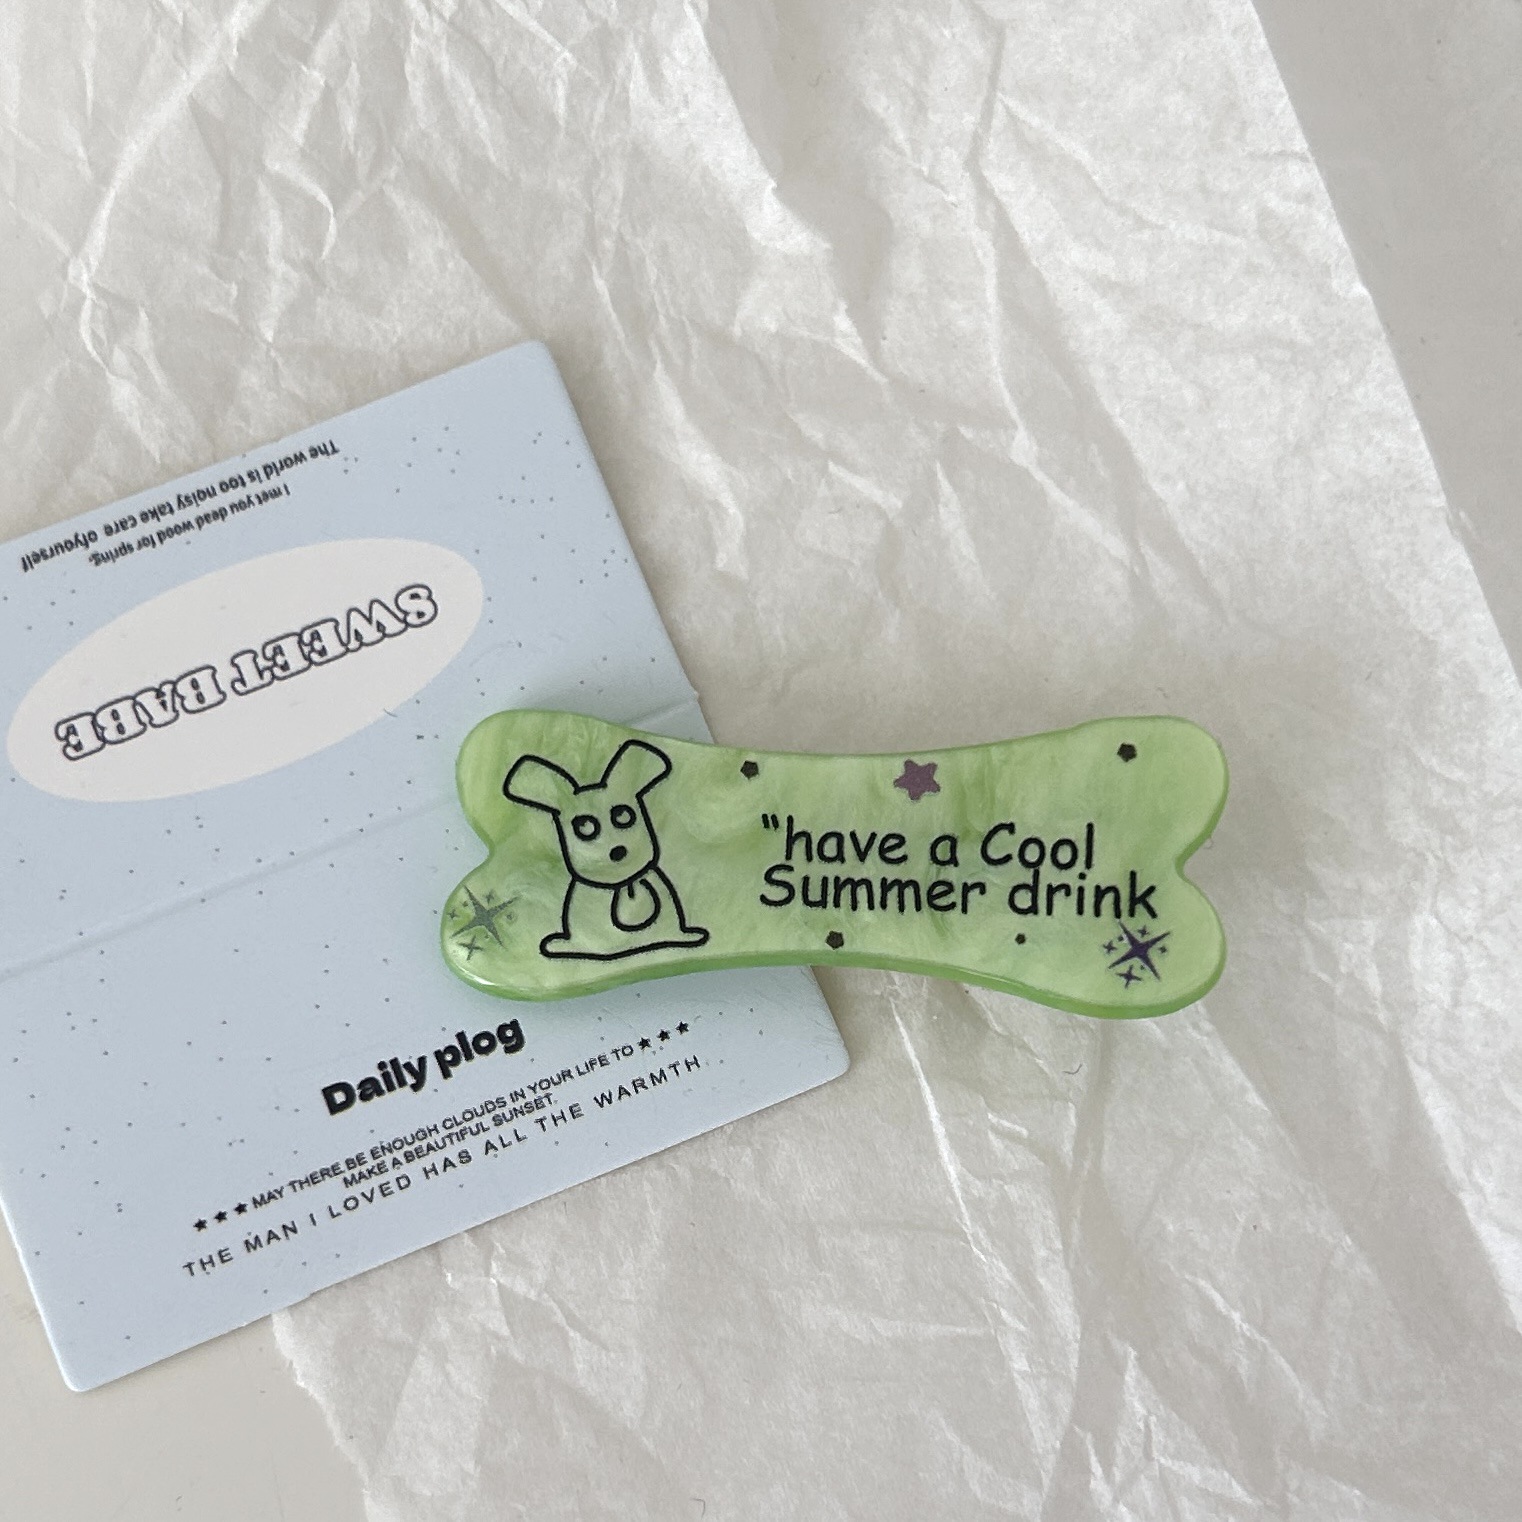 The world is too noisy take care ofyourself
I met you dead wood for spring,
SWEET BABE
"have a Cool
Summer drink
Daily plog
★★★MAY THERE BE ENOUGH CLOUDS IN YOUR LIFE TO★★★
MAKE A BEAUTIFUL SUNSET.
THE MAN I LOVED HAS ALL THE WARMTH